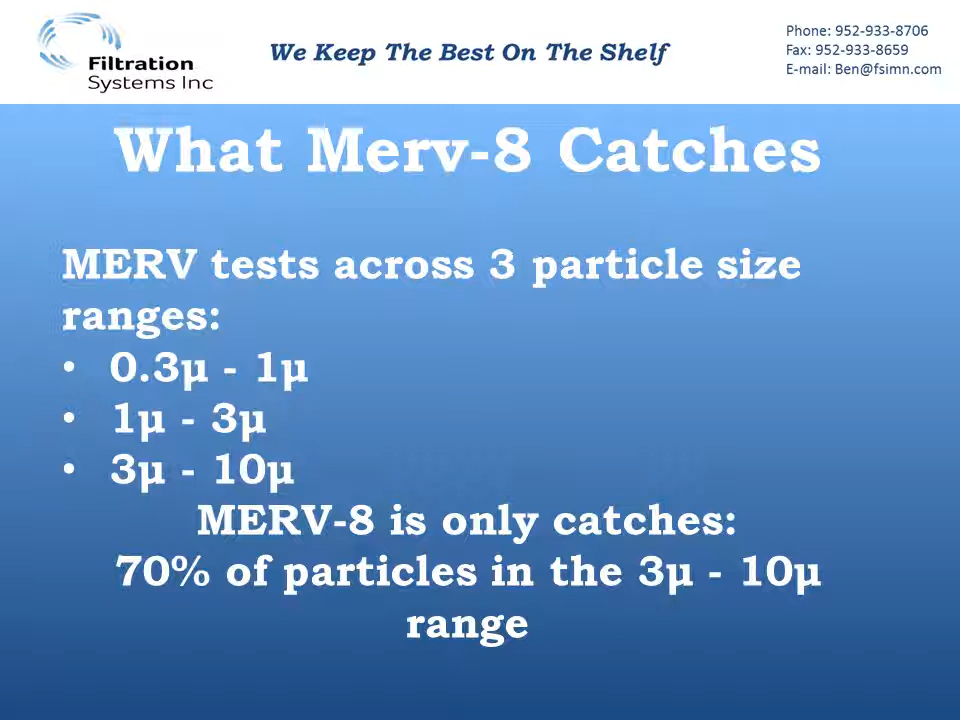 Filtration
Systems Inc
We Keep The Best On The Shelf
Phone: 952-933-8706
Fax: 952-933-8659
E-mail: Ben@fsimn.com
What Merv-8 Catches
MERV tests across 3 particle size
ranges:
• 0.3µ - 1µ
• 1µ - 3µ
• 3µ - 10µ
MERV-8 is only catches:
70% of particles in the 3µ - 10µ
range